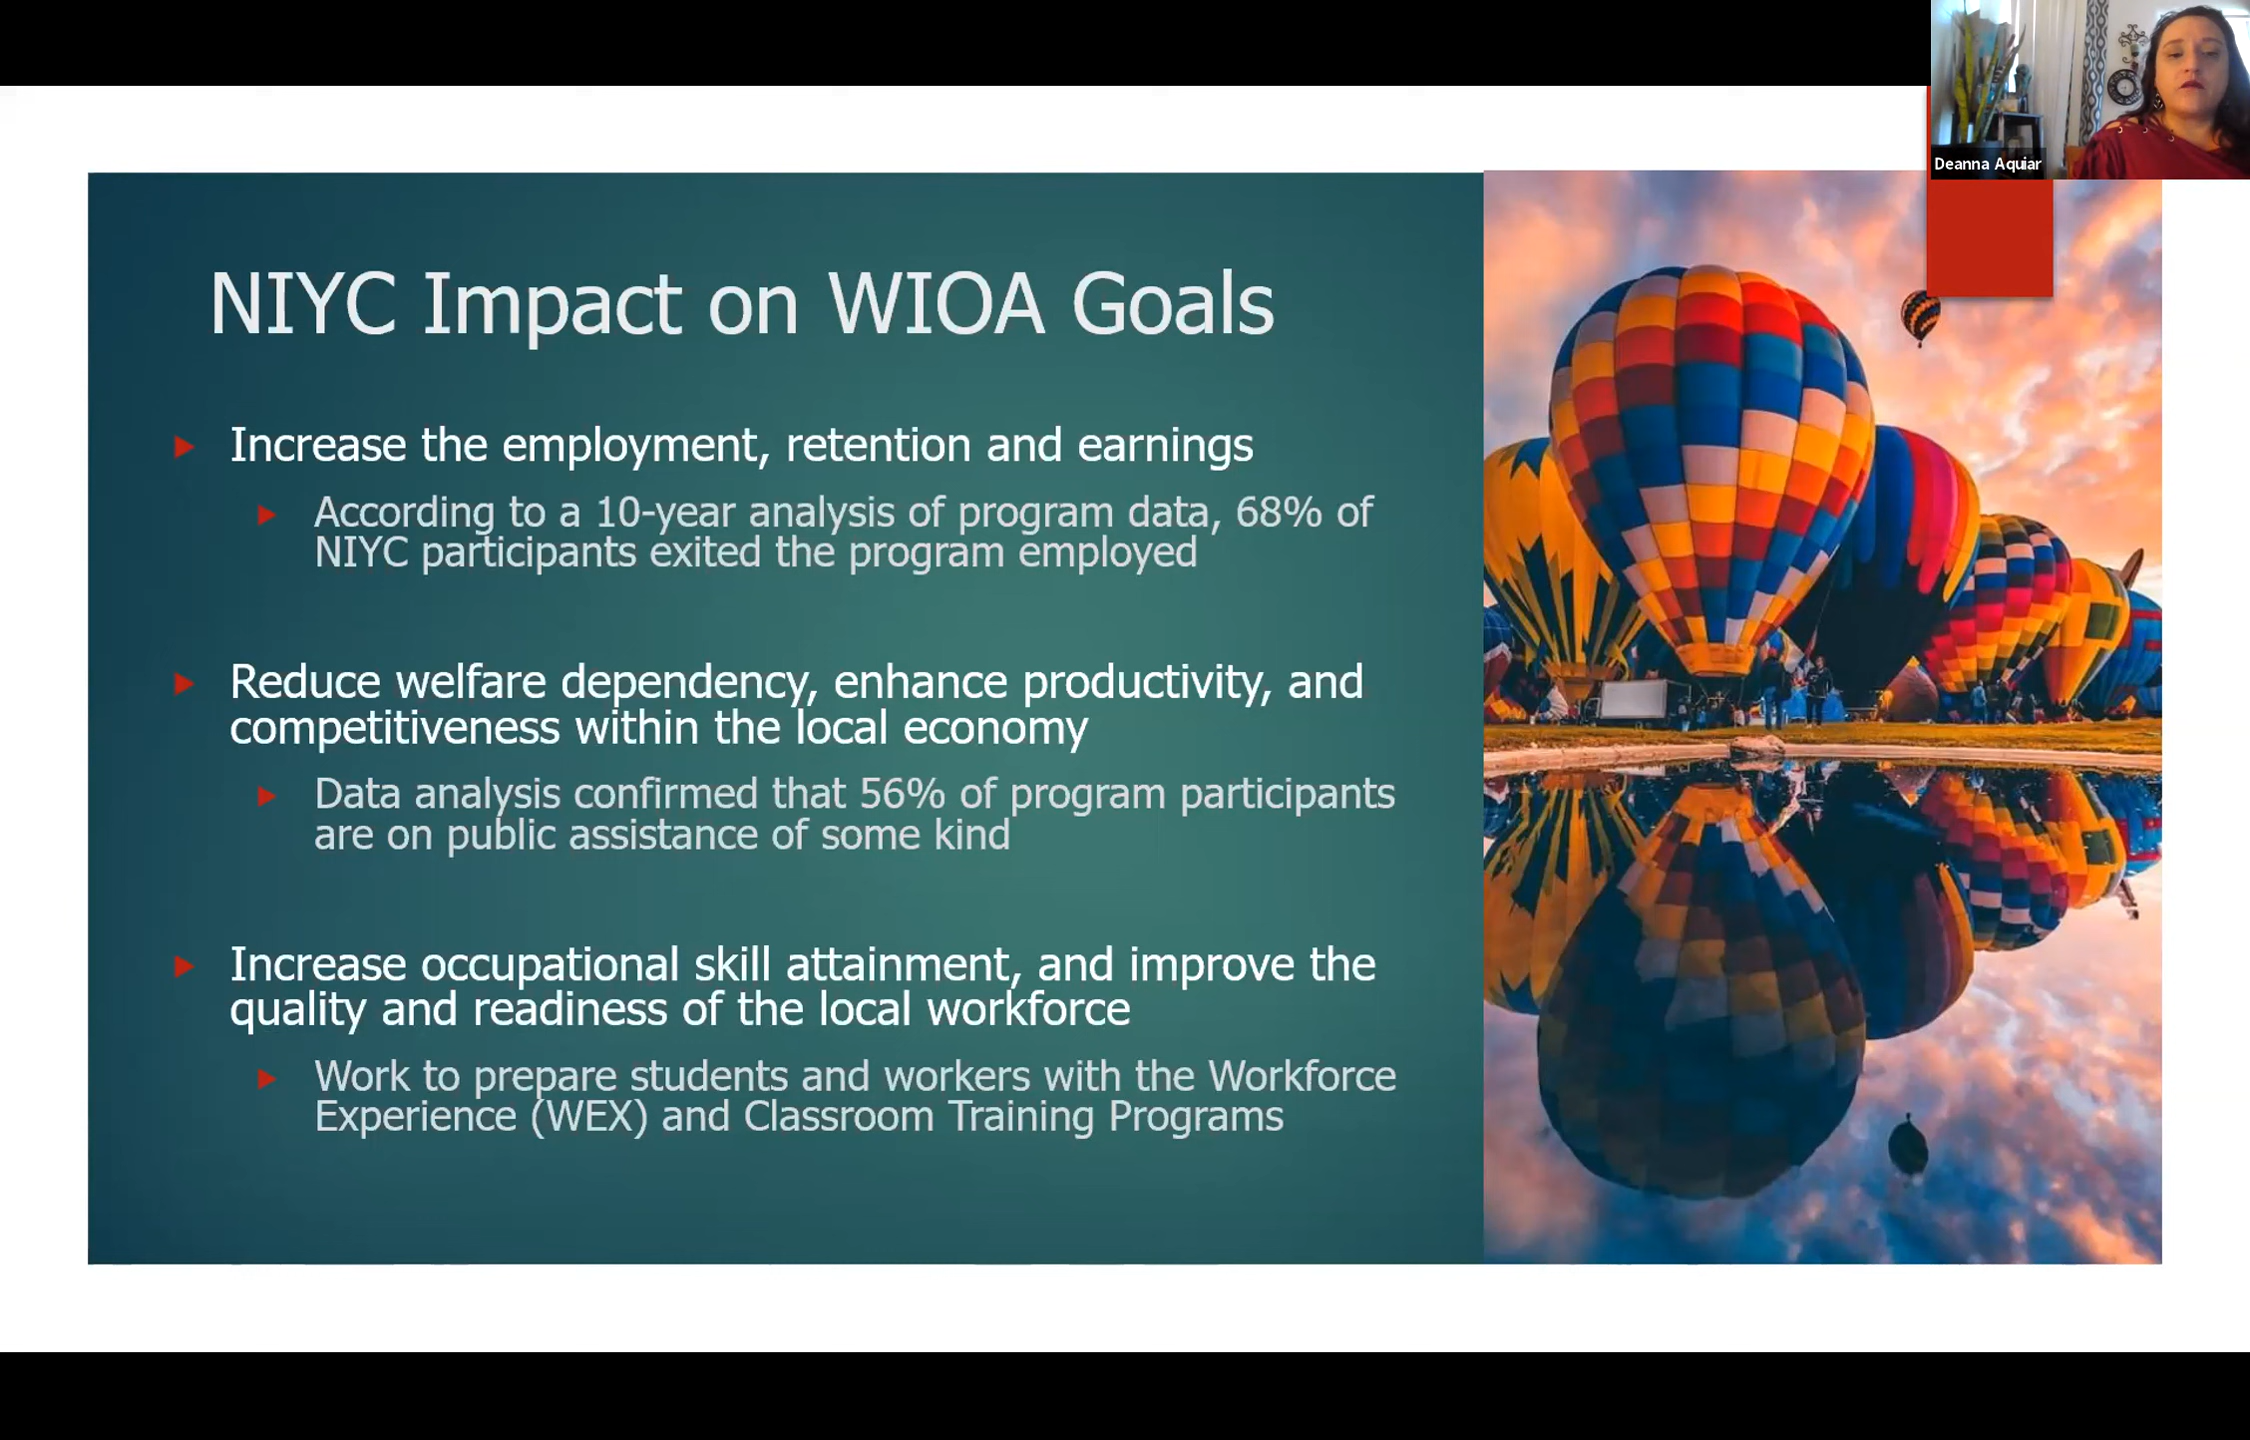 Deanna Aquiar
NIYC Impact on WIOA Goals
Increase the employment, retention and earnings
According to a 10-year analysis of program data, 68% of
NIYC participants exited the program employed
Reduce welfare dependency, enhance productivity, and
competitiveness within the local economy
Data analysis confirmed that 56% of program participants
are on public assistance of some kind
Increase occupational skill attainment, and improve the
quality and readiness of the local workforce
Work to prepare students and workers with the Workforce
Experience (WEX) and Classroom Training Programs